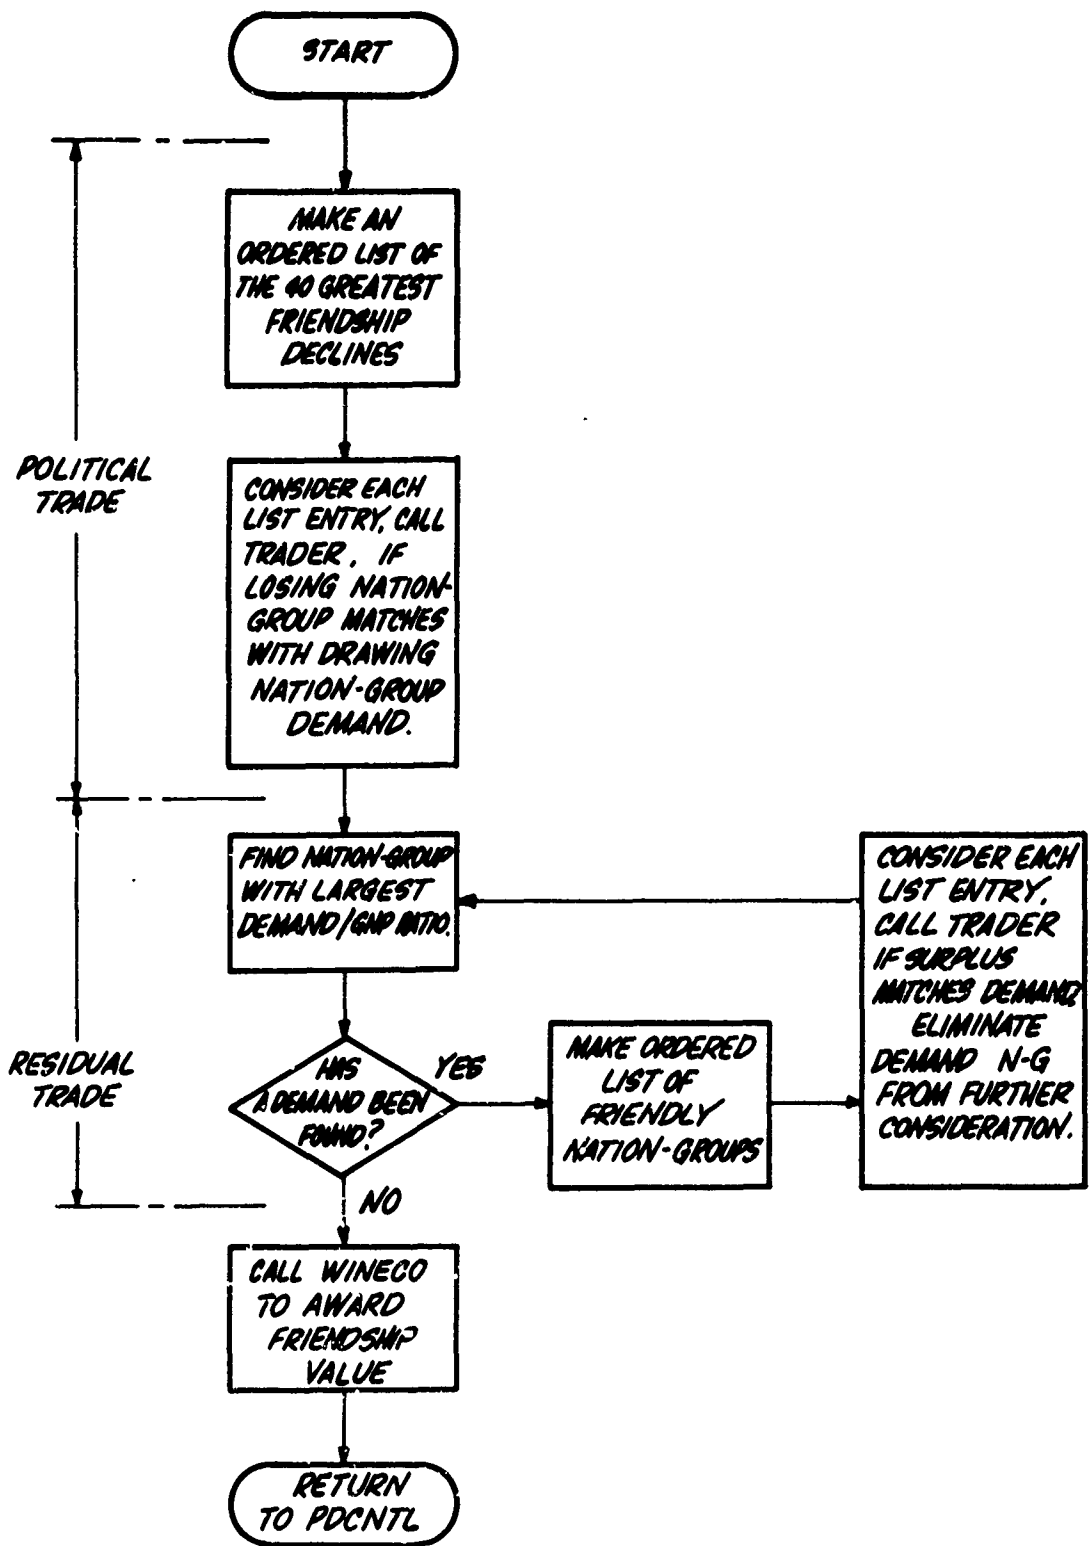 START
MAKE AN
ORDERED LIST OF
THE 40 GREATEST
FRIENDSHIP
DECLINES
POLITICAL
TRADE
CONSIDER EACH
LIST ENTRY, CALL
TRADER, IF
LOSING NATION-
GROUP MATCHES
WITH DRAWING
NATION-GROUP
DEMAND.
FIND NATION-GROUP
WITH LARGEST
DEMAND/GNP RATIO.
CONSIDER EACH
LIST ENTRY,
CALL TRADER
IF SURPLUS
MATCHES DEMAND,
ELIMINATE
DEMAND N-G
FROM FURTHER
CONSIDERATION.
RESIDUAL
TRADE
HAS
A DEMAND BEEN
FOUND?
YES
MAKE ORDERED
LIST OF
FRIENDLY
NATION-GROUPS
NO
CALL WINECO
TO AWARD
FRIENDSHIP
VALUE
RETURN
TO PDCNTL